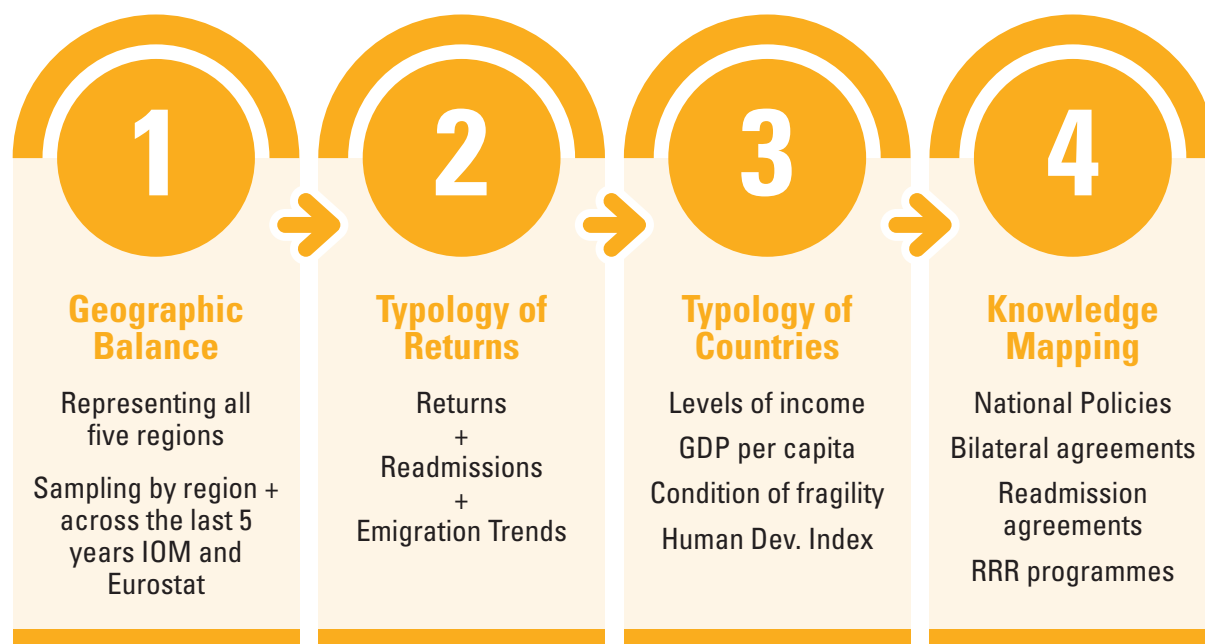 1
Geographic
Balance
Representing all
five regions
Sampling by region +
across the last 5
years IOM and
Eurostat
2
Typology of
Returns
Returns
+
Readmissions
+
Emigration Trends
3
Typology of
Countries
Levels of income
GDP per capita
Condition of fragility
Human Dev. Index
4
Knowledge
Mapping
National Policies
Bilateral agreements
Readmission
agreements
RRR programmes